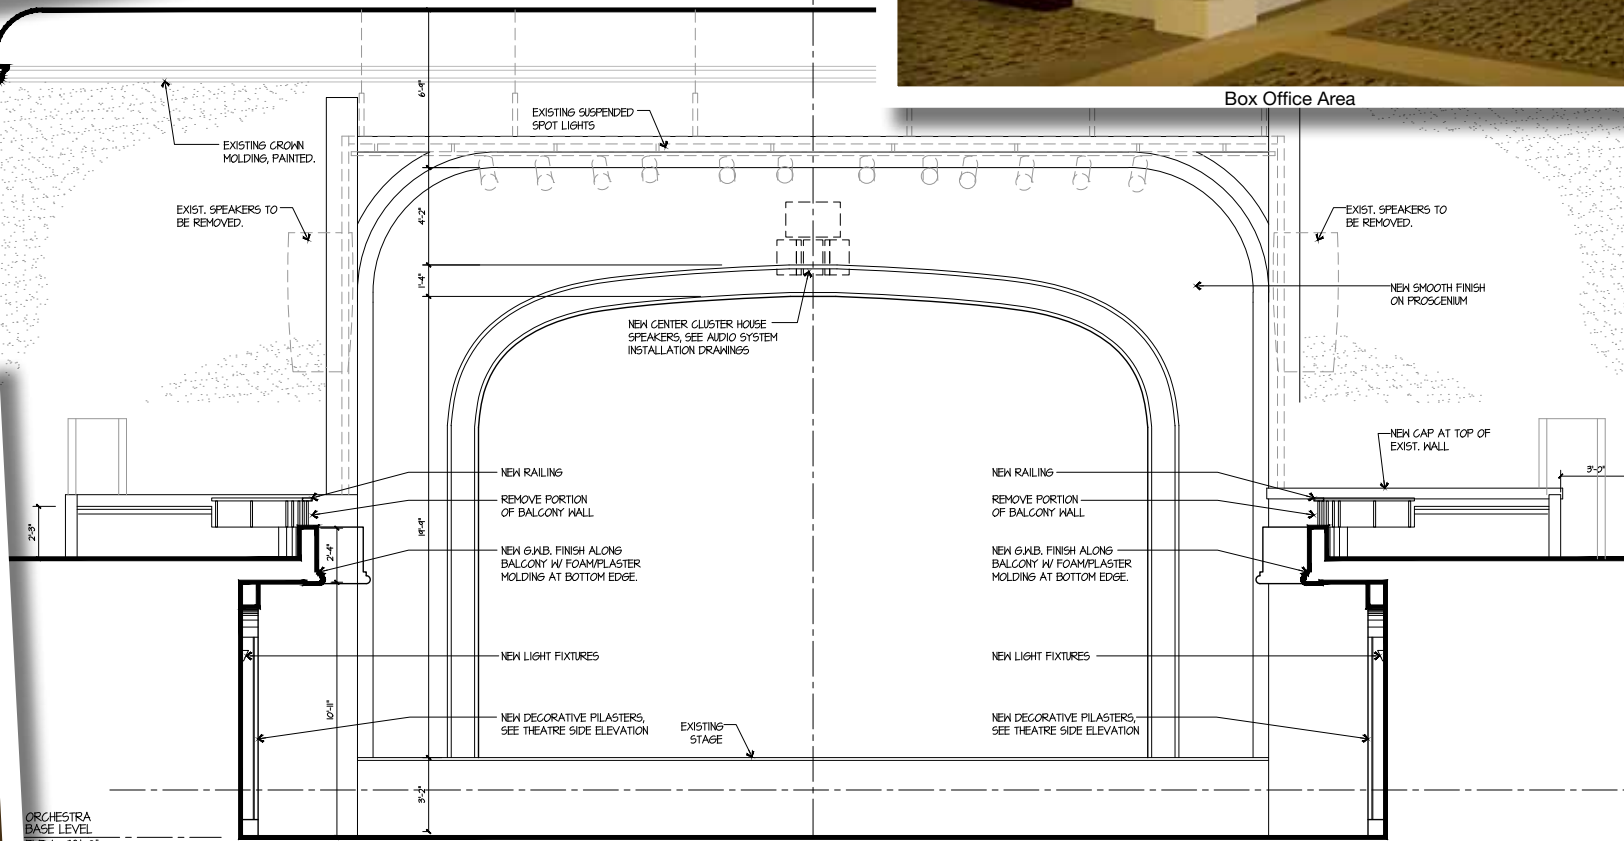 Box Office Area
6'-9"
EXISTING SUSPENDED
SPOT LIGHTS
EXISTING CROWN
MOLDING, PAINTED.
EXIST. SPEAKERS TO
BE REMOVED.
4'-2"
EXIST. SPEAKERS TO
BE REMOVED.
1'-4"
NEW SMOOTH FINISH
ON PROSCENIUM
NEW CENTER CLUSTER HOUSE
SPEAKERS, SEE AUDIO SYSTEM
INSTALLATION DRAWINGS
NEW CAP AT TOP OF
EXIST. WALL
3'-0"
NEW RAILING
NEW RAILING
REMOVE PORTION
OF BALCONY WALL
REMOVE PORTION
OF BALCONY WALL
2'-3"
19'-9"
2'-4"
NEW G.W.B. FINISH ALONG
BALCONY W/ FOAM/PLASTER
MOLDING AT BOTTOM EDGE.
NEW G.W.B. FINISH ALONG
BALCONY W/ FOAM/PLASTER
MOLDING AT BOTTOM EDGE.
NEW LIGHT FIXTURES
NEW LIGHT FIXTURES
10'-11"
NEW DECORATIVE PILASTERS,
SEE THEATRE SIDE ELEVATION
EXISTING
STAGE
NEW DECORATIVE PILASTERS,
SEE THEATRE SIDE ELEVATION
3'-2"
ORCHESTRA
BASE LEVEL